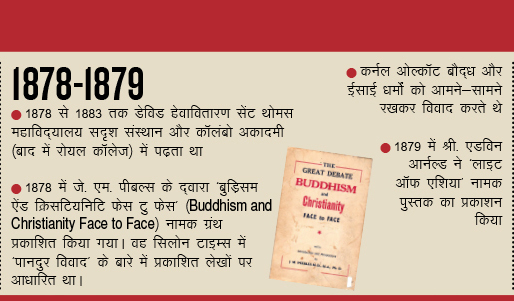 1878-1879
● 1878 से 1883 तक डेविड हेवावितारण सेंट थोमस
महाविद्यालय सदृश संस्थान और कॉलंबो अकादमी
(बाद में रोयल कॉलेज) में पढ़ता था
● 1878 में जे. एम. पीबल्स के द्वारा 'बुड्रिसम
ऐंड क्रिसटियनिटि फेस टु फेस' (Buddhism and
Christianity Face to Face) नामक ग्रंथ
प्रकाशित किया गया। वह सिलोन टाइम्स में
'पानदुर विवाद' के बारे में प्रकाशित लेखों पर
आधारित था।
THE
GREAT DEBATE
BUDDHISM
and
Christianity
FACE to FACE
● कर्नल ओल्कॉट बौद्ध और
ईसाई धर्मों को आमने–सामने
रखकर विवाद करते थे
● 1879 में श्री. एडविन
आर्नल्ड ने 'लाइट
ऑफ एशिया' नामक
पुस्तक का प्रकाशन
किया